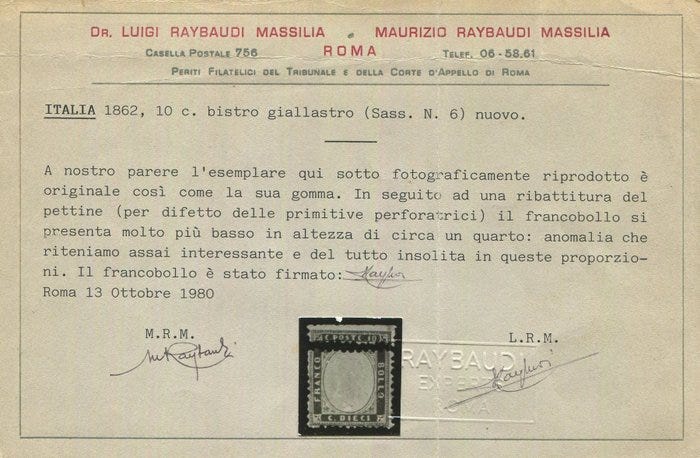 DR. LUIGI RAYBAUDI MASSILIA • MAURIZIO RAYBAUDI MASSILIA
CASELLA POSTALE 756 ROMA TELEF. 06-58.61
PERITI FILATELICI DEL TRIBUNALE E DELLA CORTE D'APPELLO DI ROMA
ITALIA 1862, 10 c. bistro giallastro (Sass. N. 6) nuovo.
A nostro parere l'esemplare qui sotto fotograficamente riprodotto è
originale così come la sua gomma. In seguito ad una ribattitura del
pettine (per difetto delle primitive perforatrici) il francobollo si
presenta molto più basso in altezza di circa un quarto: anomalia che
riteniamo assai interessante e del tutto insolita in queste proporzio-
ni. Il francobollo è stato firmato:
Roma 13 Ottobre 1980
M.R.M. L.R.M.
M Raybaudi
C. POSTE 10
FRANCO BOLLO
C. DIECI
RAYBAUDI
EXPERT
ROMA